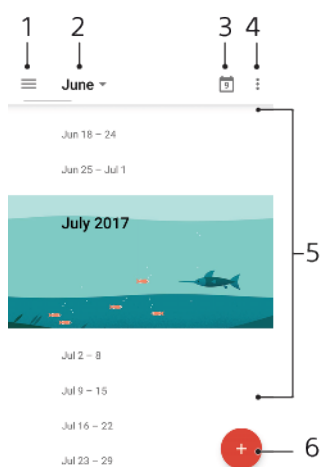 1 2 3 4
June 9
Jun 18 – 24
Jun 25 – Jul 1
July 2017
5
Jul 2 – 8
Jul 9 – 15
Jul 16 – 22
6
Jul 23 – 29